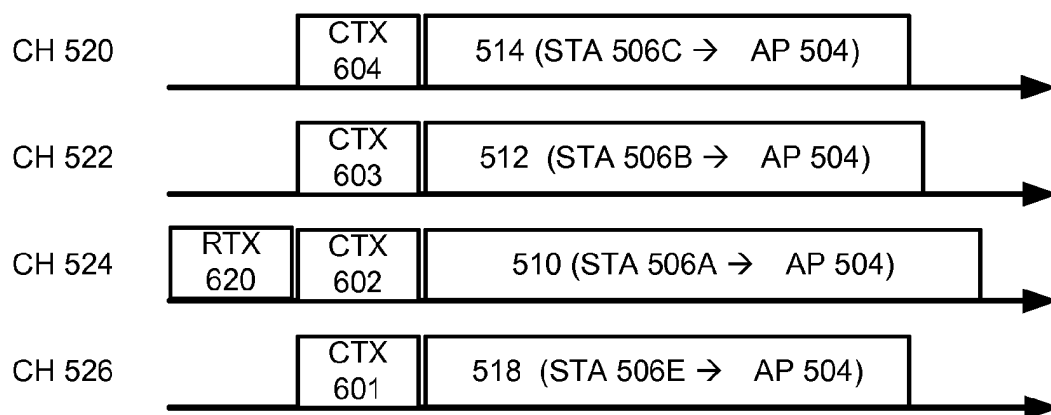 CH 520
CTX
604
514 (STA 506C → AP 504)
CH 522
CTX
603
512 (STA 506B → AP 504)
CH 524
RTX
620
CTX
602
510 (STA 506A → AP 504)
CH 526
CTX
601
518 (STA 506E → AP 504)